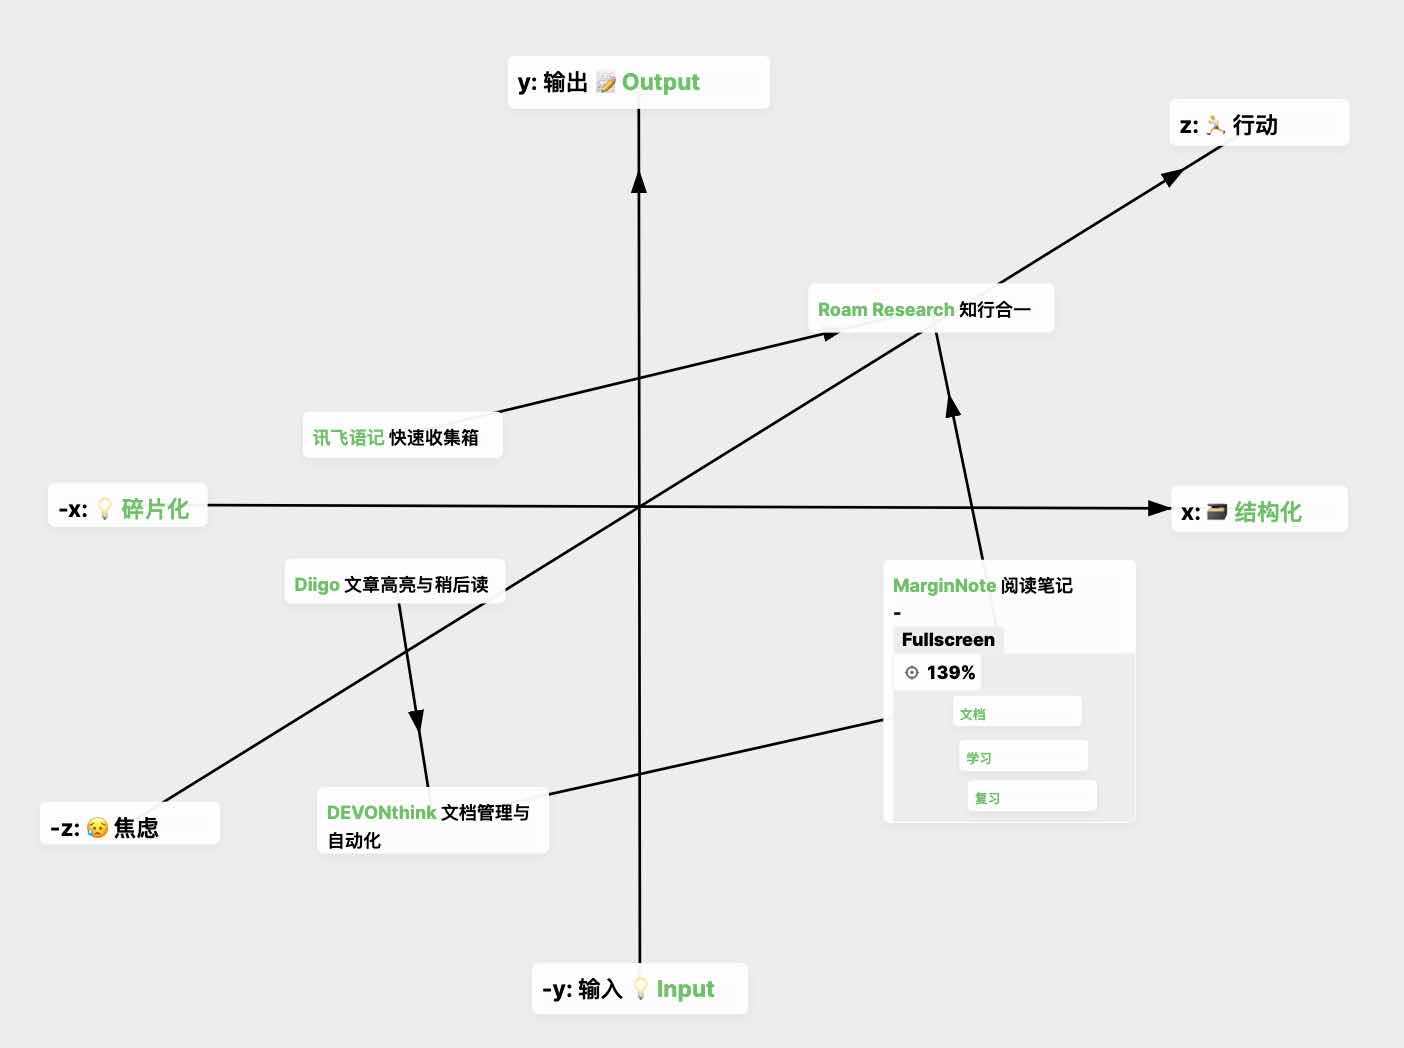 y: 输出 📝 Output
z: 🏃 行动
Roam Research 知行合一
讯飞语记 快速收集箱
-x: 💡 碎片化
x: 🗃 结构化
Diigo 文章高亮与稍后读
MarginNote 阅读笔记
-
Fullscreen
139%
文档
学习
复习
DEVONthink 文档管理与
自动化
-z: 😥 焦虑
-y: 输入 💡 Input